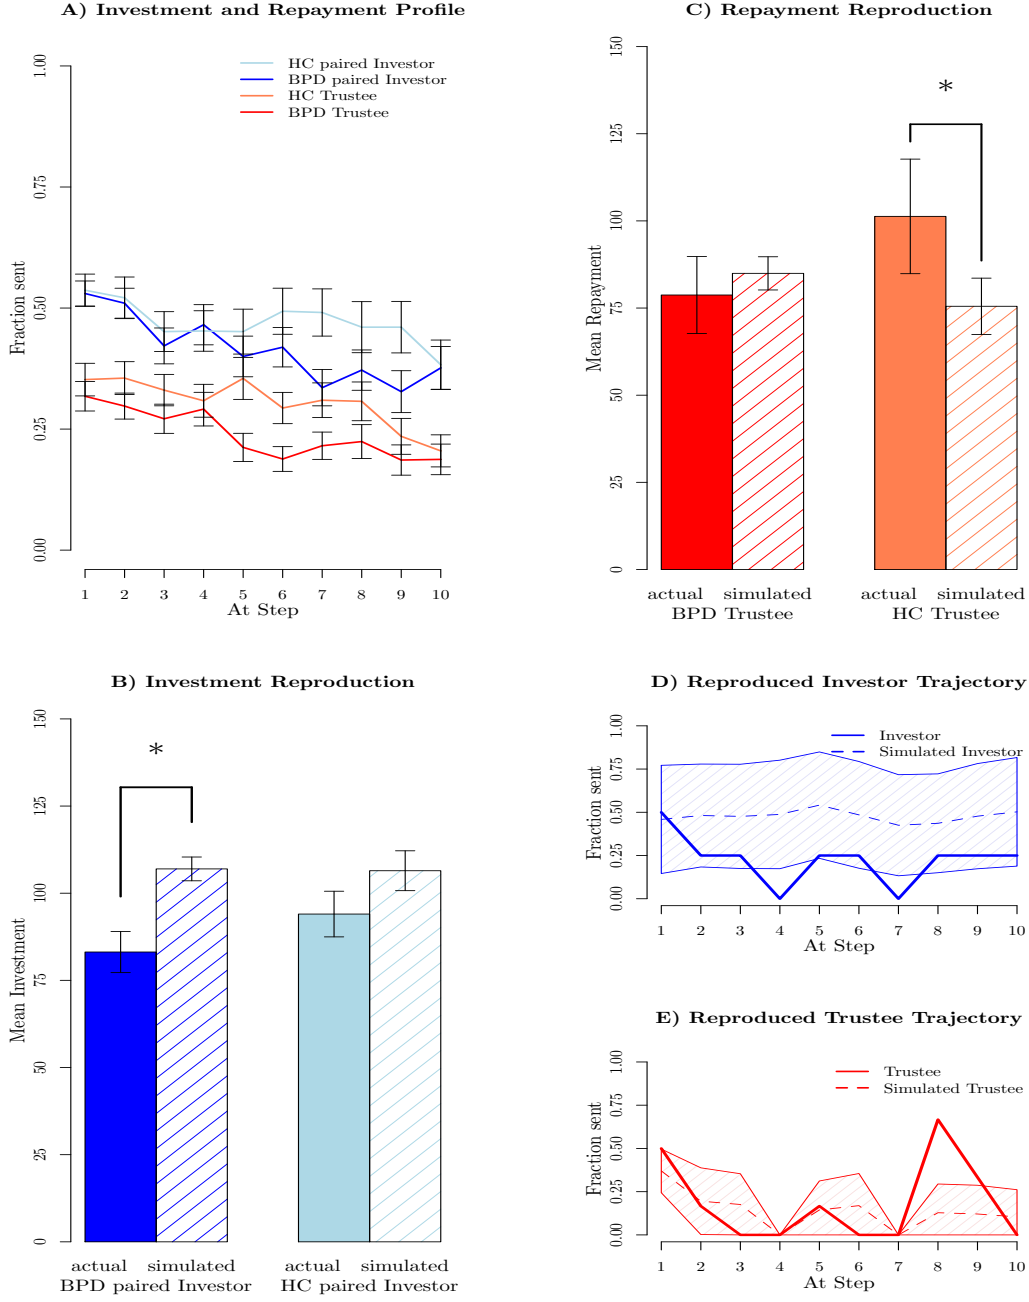 A) Investment and Repayment Profile
Fraction sent
1.00
0.75
0.50
0.25
0.00
HC paired Investor
BPD paired Investor
HC Trustee
BPD Trustee
1 2 3 4 5 6 7 8 9 10
At Step
C) Repayment Reproduction
Mean Repayment
150
125
100
75
50
25
0
*
actual simulated actual simulated
BPD Trustee HC Trustee
B) Investment Reproduction
Mean Investment
150
125
100
75
50
25
0
*
actual simulated actual simulated
BPD paired Investor HC paired Investor
D) Reproduced Investor Trajectory
Fraction sent
1.00
0.75
0.50
0.25
0.00
Investor
Simulated Investor
1 2 3 4 5 6 7 8 9 10
At Step
E) Reproduced Trustee Trajectory
Fraction sent
1.00
0.75
0.50
0.25
0.00
Trustee
Simulated Trustee
1 2 3 4 5 6 7 8 9 10
At Step